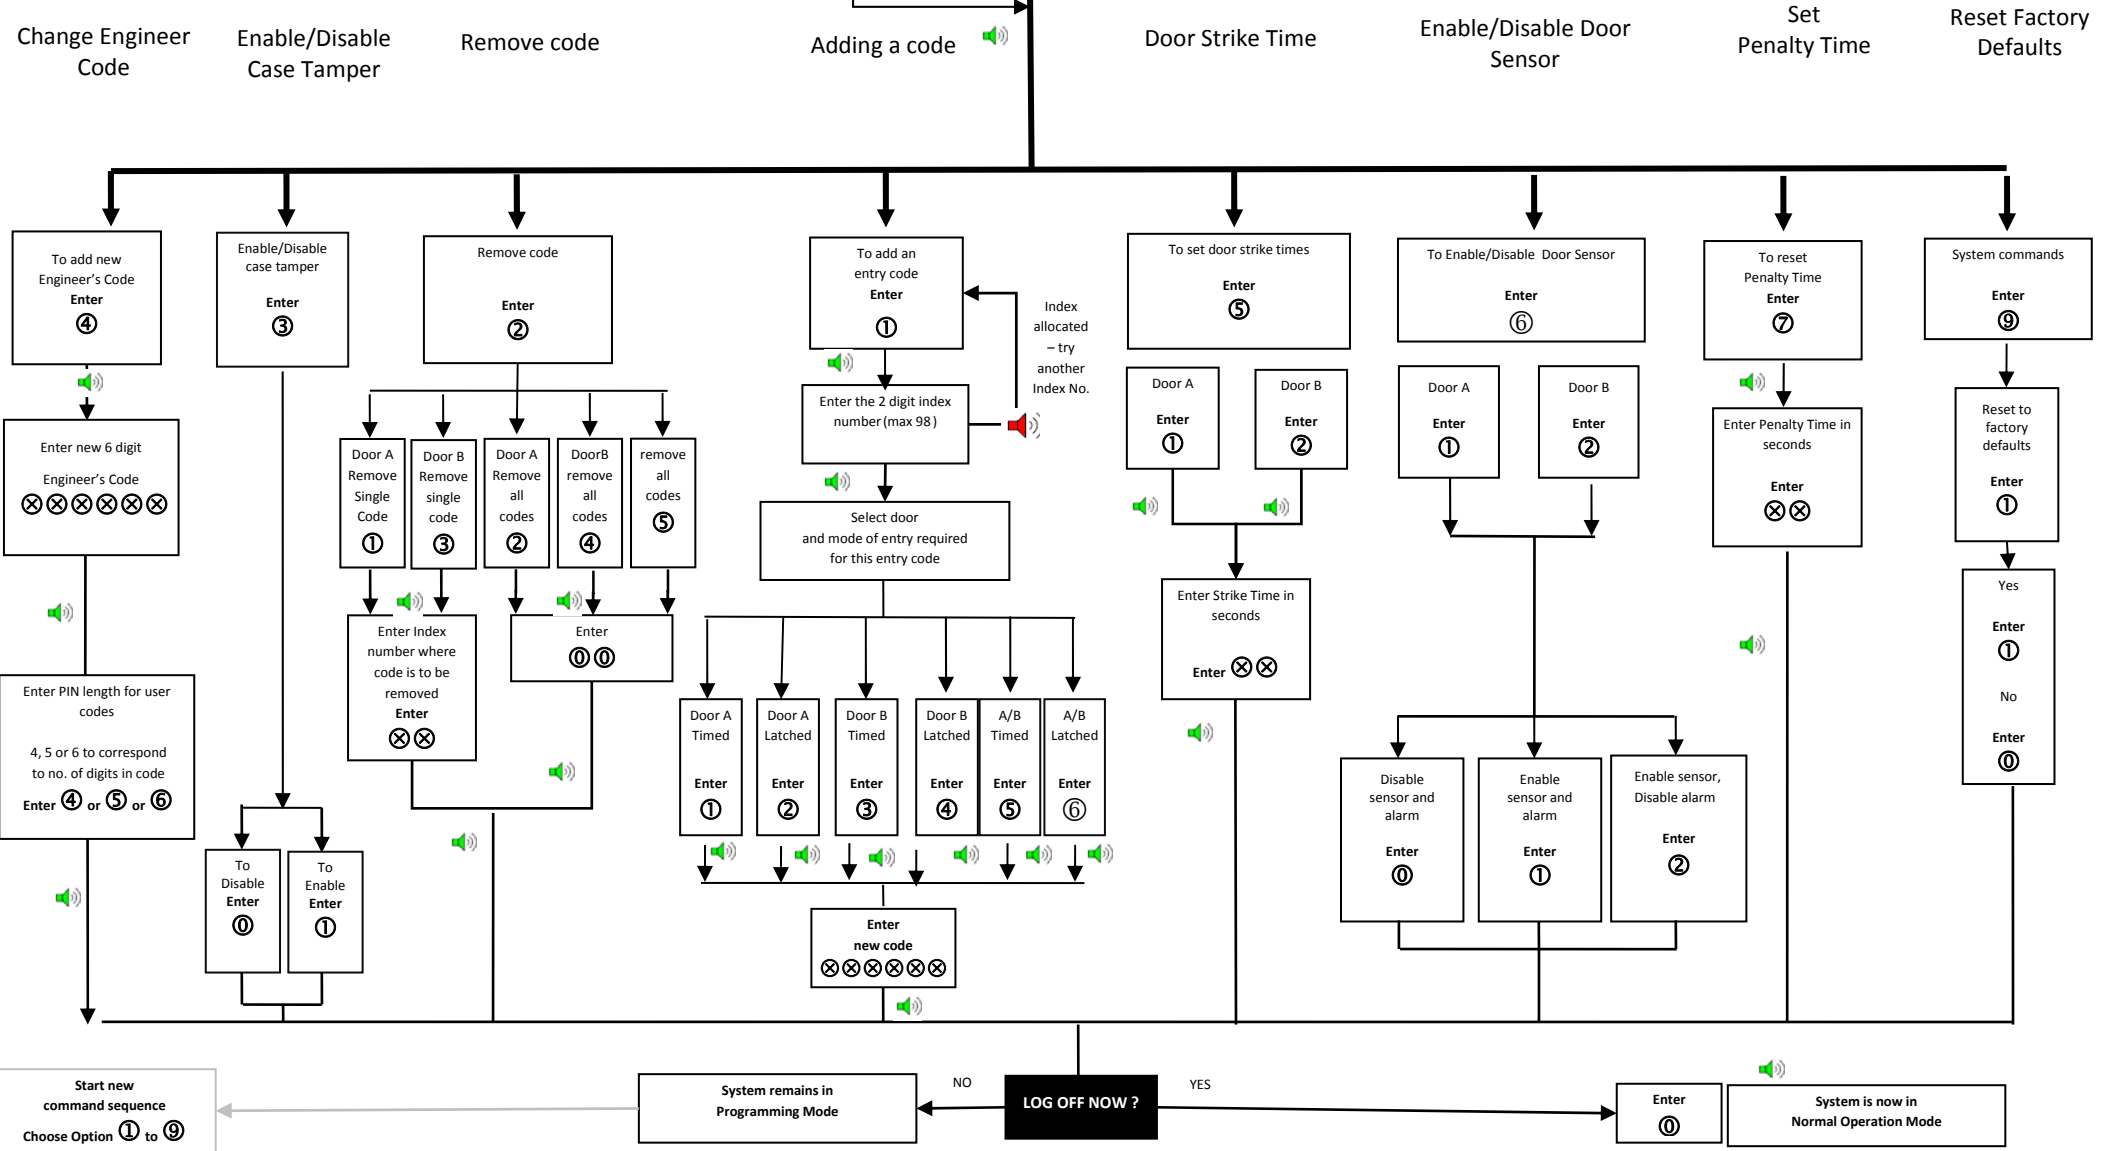 Change Engineer
Code
Enable/Disable
Case Tamper
Remove code
Adding a code
Door Strike Time
Enable/Disable Door
Sensor
Set
Penalty Time
Reset Factory
Defaults
To add new
Engineer’s Code
Enter
④
Enter new 6 digit
Engineer’s Code
⊗⊗⊗⊗⊗⊗
Enter PIN length for user
codes
4, 5 or 6 to correspond
to no. of digits in code
Enter ④ or ⑤ or ⑥
Enable/Disable
case tamper
Enter
③
To
Disable
Enter
⓪
To
Enable
Enter
①
Remove code
Enter
②
Door A
Remove
Single
Code
①
Door B
Remove
single
code
③
Door A
Remove
all
codes
②
DoorB
remove
all
codes
④
remove
all
codes
⑤
Enter Index
number where
code is to be
removed
Enter
⊗⊗
Enter
⓪⓪
To add an
entry code
Enter
①
Index
allocated
– try
another
Index No.
Enter the 2 digit index
number (max 98)
Select door
and mode of entry required
for this entry code
Door A
Timed
Enter
①
Door A
Latched
Enter
②
Door B
Timed
Enter
③
Door B
Latched
Enter
④
A/B
Timed
Enter
⑤
A/B
Latched
Enter
⑥
Enter
new code
⊗⊗⊗⊗⊗⊗
To set door strike times
Enter
⑤
Door A
Enter
①
Door B
Enter
②
Enter Strike Time in
seconds
Enter ⊗⊗
To Enable/Disable Door Sensor
Enter
⑥
Door A
Enter
①
Door B
Enter
②
Disable
sensor and
alarm
Enter
⓪
Enable
sensor and
alarm
Enter
①
Enable sensor,
Disable alarm
Enter
②
To reset
Penalty Time
Enter
⑦
Enter Penalty Time in
seconds
Enter
⊗⊗
System commands
Enter
⑨
Reset to
factory
defaults
Enter
①
Yes
Enter
①
No
Enter
⓪
Start new
command sequence
Choose Option ① to ⑨
System remains in
Programming Mode
NO
LOG OFF NOW ?
YES
Enter
⓪
System is now in
Normal Operation Mode